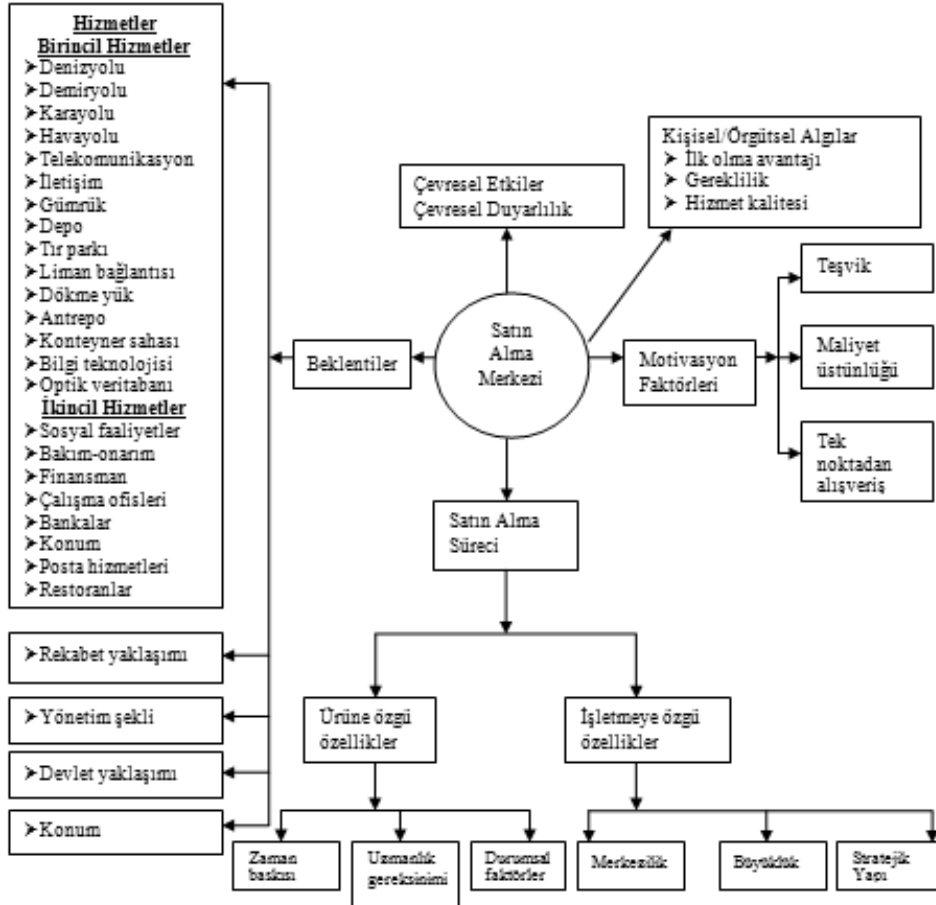 Hizmetler
Birincil Hizmetler
➤Denizyolu
➤Demiryolu
➤Karayolu
➤Havayolu
➤Telekomunikasyon
➤İletişim
➤Gümrük
➤Depo
➤Tır parkı
➤Liman bağlantısı
➤Dökme yük
➤Antrepo
➤Konteyner sahası
➤Bilgi teknolojisi
➤Optik veritabanı
İkincil Hizmetler
➤Sosyal faaliyetler
➤Bakım-onarım
➤Finansman
➤Çalışma ofisleri
➤Bankalar
➤Konum
➤Posta hizmetleri
➤Restoranlar
➤Rekabet yaklaşımı
➤Yönetim şekli
➤Devlet yaklaşımı
➤Konum
Beklentiler
Çevresel Etkiler
Çevresel Duyarlılık
Kişisel/Örgütsel Algılar
➤ İlk olma avantajı
➤ Gereklilik
➤ Hizmet kalitesi
Satın
Alma
Merkezi
Motivasyon
Faktörleri
Teşvik
Maliyet
üstünlüğü
Tek
noktadan
alışveriş
Satın Alma
Süreci
Ürüne özgü
özellikler
İşletmeye özgü
özellikler
Zaman
baskısı
Uzmanlık
gereksinimi
Durumsal
faktörler
Merkezilik
Büyüklük
Stratejik
Yapı